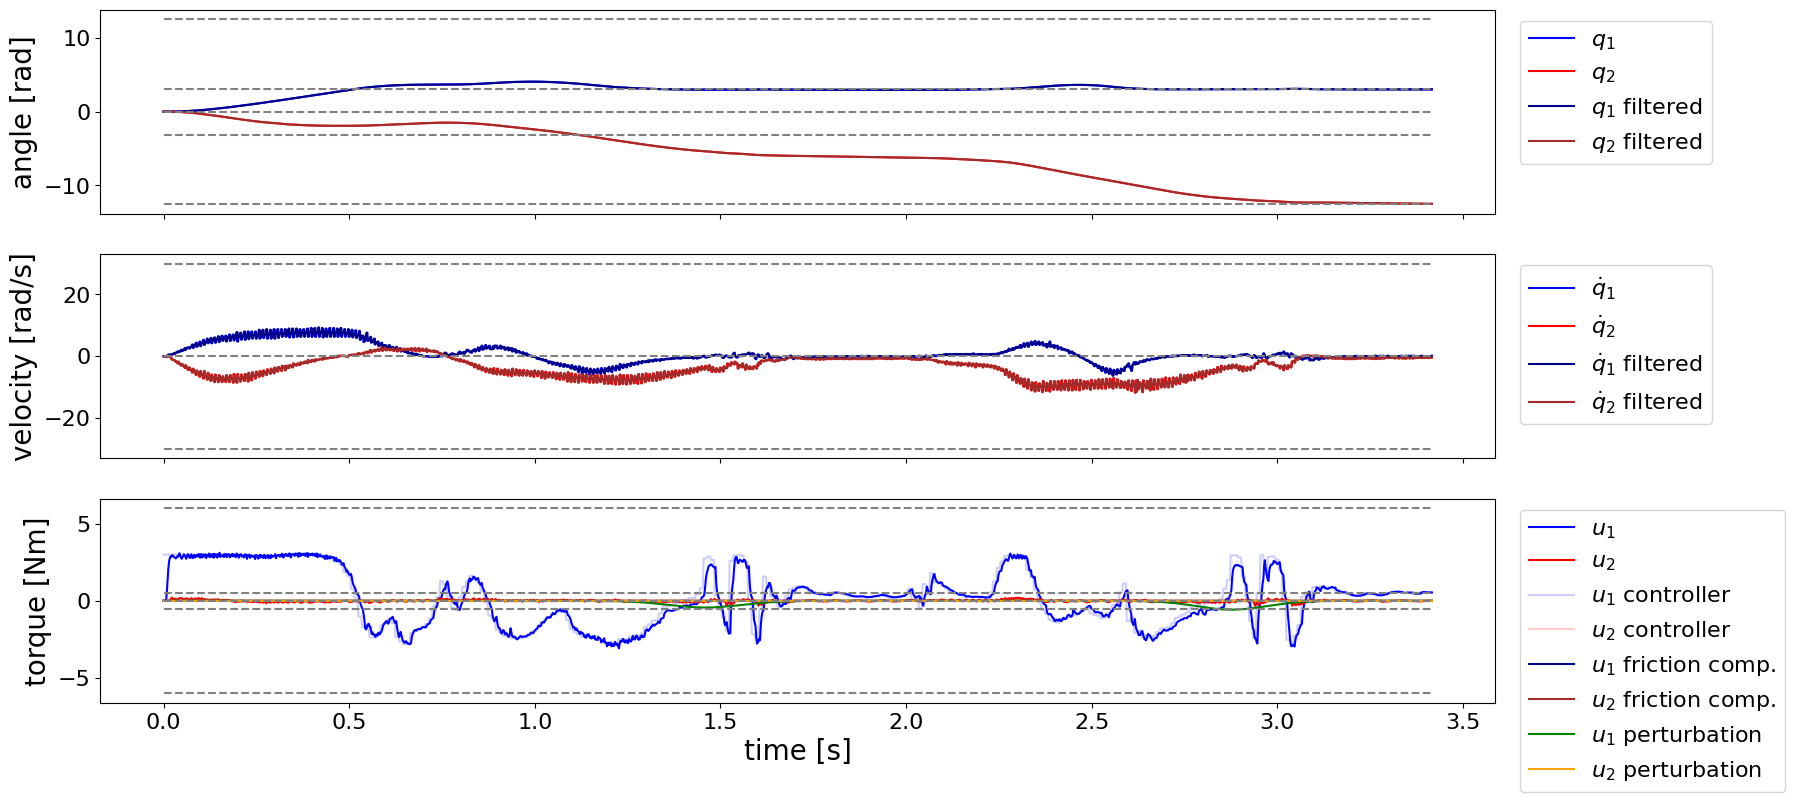 angle [rad]
10
0
−10
q₁
q₂
q₁ filtered
q₂ filtered
velocity [rad/s]
20
0
−20
q̇₁
q̇₂
q̇₁ filtered
q̇₂ filtered
torque [Nm]
5
0
−5
0.0 0.5 1.0 1.5 2.0 2.5 3.0 3.5
time [s]
u₁
u₂
u₁ controller
u₂ controller
u₁ friction comp.
u₂ friction comp.
u₁ perturbation
u₂ perturbation